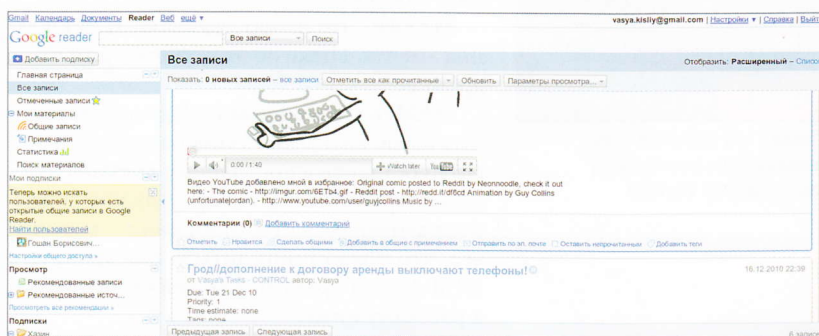 Gmail Календарь Документы Reader Веб ещё ▾
vasya.kisliy@gmail.com | Настройки ▾ | Справка | Выйти
Google reader
Все записи
Поиск
Добавить подписку
Главная страница
Все записи
Отмеченные записи
Мои материалы
Общие записи
Примечания
Статистика
Поиск материалов
Мои подписки
Теперь можно искать
пользователей, у которых есть
открытые общие записи в Google
Reader.
Найти пользователей
Гошан Борисович...
Настройки общего доступа »
Просмотр
Рекомендованные записи
Рекомендованные источ...
Просмотреть все рекомендации »
Подписки
Хазин
Все записи
Отобразить: Расширенный – Список
Показать: 0 новых записей – все записи
Отметить все как прочитанные
Обновить
Параметры просмотра...
0:00 / 1:40
Watch later
Видео YouTube добавлено мной в избранное: Original comic posted to Reddit by Neonnoodle, check it out
here: - The comic - http://imgur.com/6ETb4.gif - Reddit post - http://redd.it/df6cd Animation by Guy Collins
(unfortunatejordan). - http://www.youtube.com/user/guyjcollins Music by ...
Комментарии (0)
Добавить комментарий
Отметить
Нравится
Сделать общими
Добавить в общие с примечанием
Отправить по эл. почте
Оставить непрочитанным
Добавить теги
Грод//дополнение к договору аренды выключают телефоны!
16.12.2010 22:39
от Vasya's Tasks - CONTROL автор: Vasya
Due: Tue 21 Dec 10
Priority: 1
Time estimate: none
Tags: none
Предыдущая запись
Следующая запись
6 записей